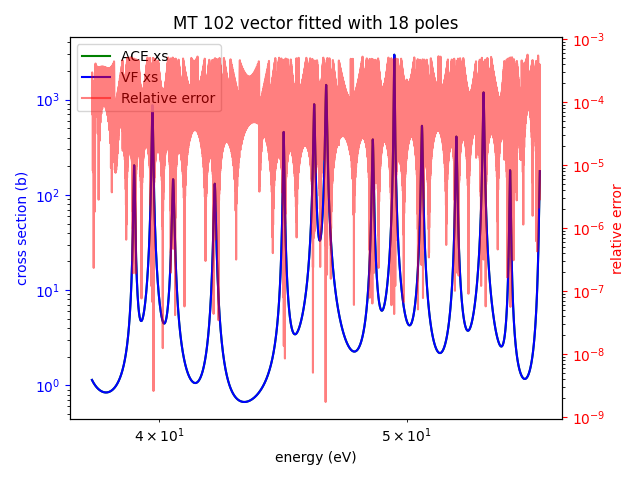 MT 102 vector fitted with 18 poles
ACE xs
VF xs
Relative error
cross section (b)
10³
10²
10¹
10⁰
relative error
10⁻³
10⁻⁴
10⁻⁵
10⁻⁶
10⁻⁷
10⁻⁸
10⁻⁹
4 × 10¹
5 × 10¹
energy (eV)